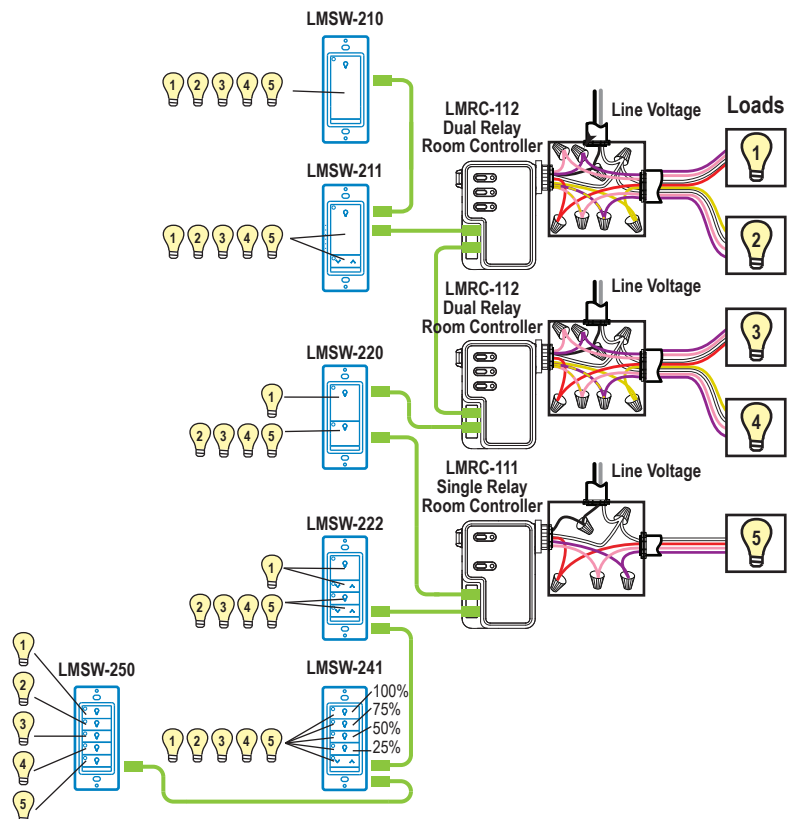 LMSW-210
1 2 3 4 5
LMRC-112
Dual Relay
Room Controller
Line Voltage
Loads
1
2
LMSW-211
1 2 3 4 5
LMRC-112
Dual Relay
Room Controller
Line Voltage
3
4
LMSW-220
1
2 3 4 5
LMRC-111
Single Relay
Room Controller
Line Voltage
5
LMSW-222
1
2 3 4 5
LMSW-250
1
2
3
4
5
LMSW-241
1 2 3 4 5
100%
75%
50%
25%